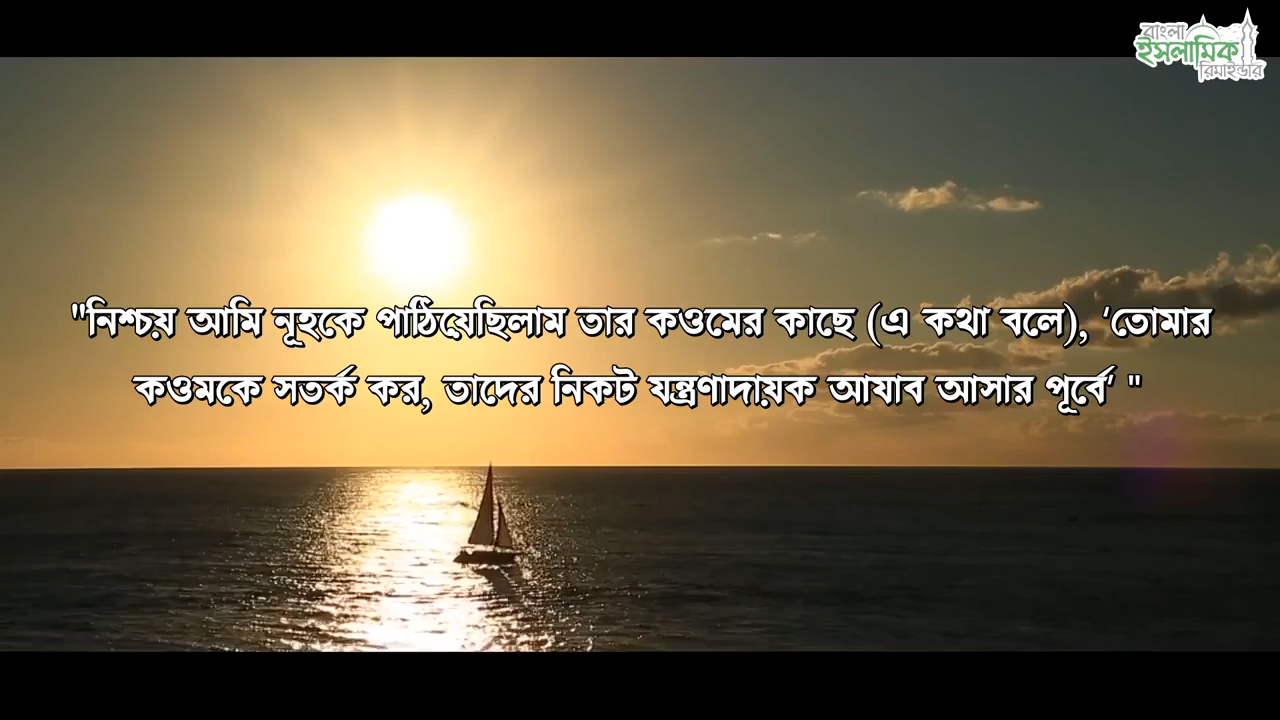 বাংলা
ইসলামিক
রিমাইন্ডার
"নিশ্চয় আমি নূহকে পাঠিয়েছিলাম তার কওমের কাছে (এ কথা বলে), ‘তোমার
কওমকে সতর্ক কর, তাদের নিকট যন্ত্রণাদায়ক আযাব আসার পূর্বে’ "